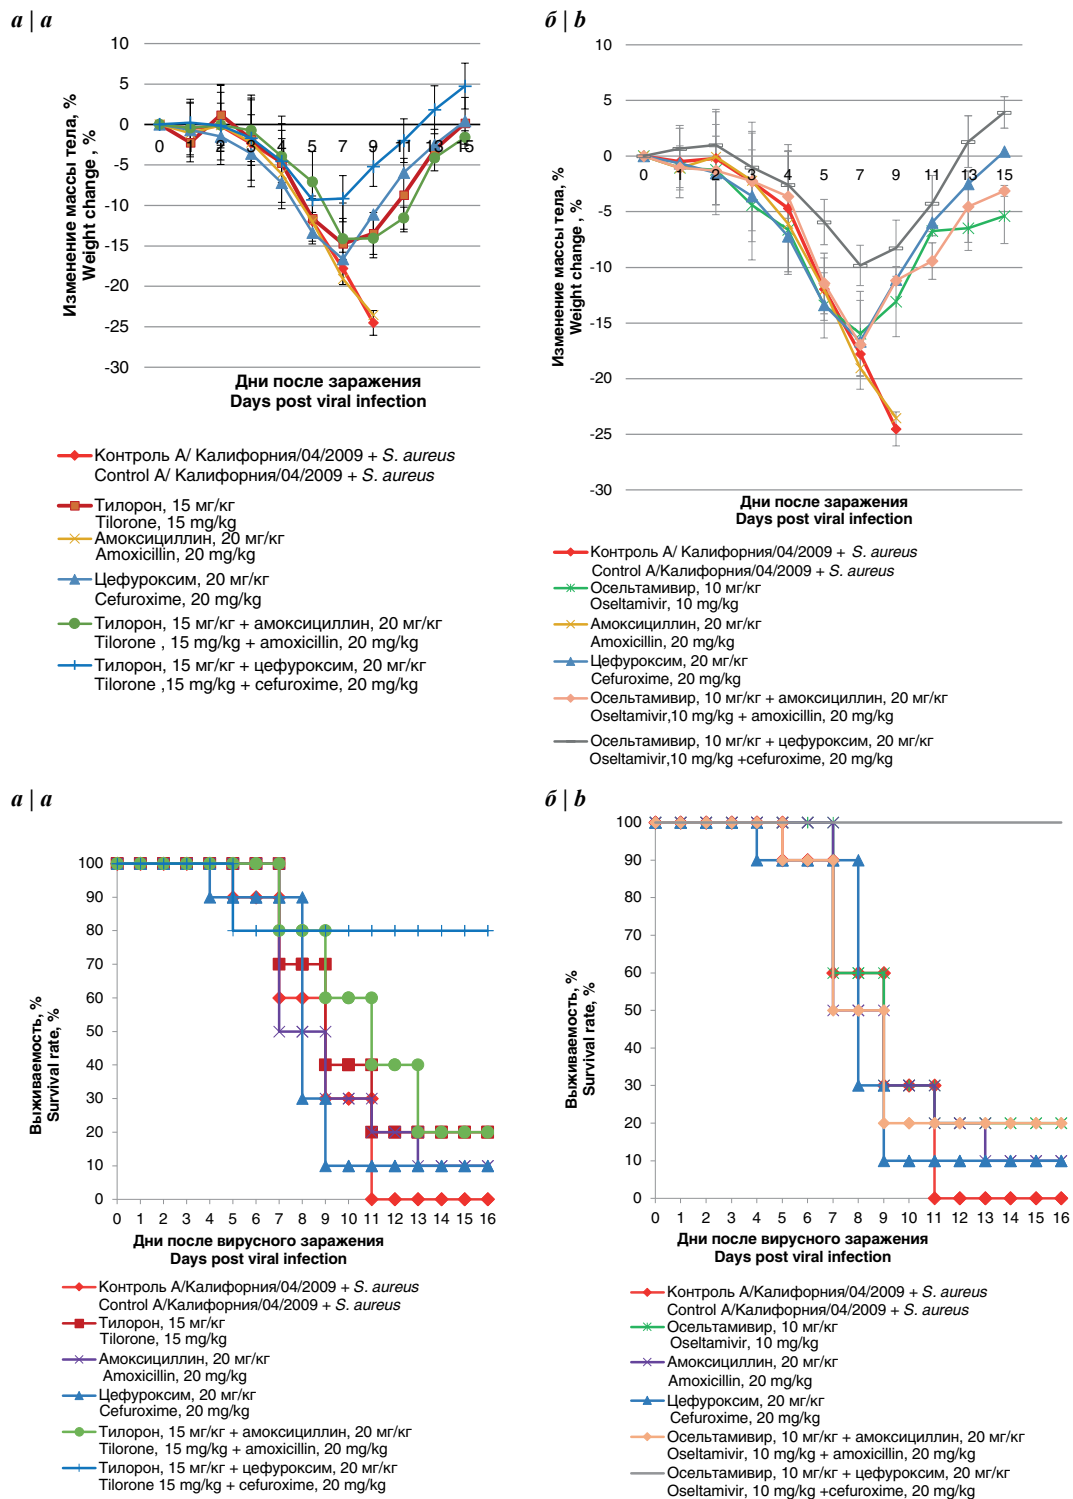 а | a
10
5
0
-5
-10
-15
-20
-25
-30
0 1 2 3 4 5 7 9 11 13 15
Изменение массы тела, %
Weight change , %
Дни после заражения
Days post viral infection
Контроль А/ Калифорния/04/2009 + S. aureus
Control A/ Калифорния/04/2009 + S. aureus
Тилорон, 15 мг/кг
Tilorone, 15 mg/kg
Амоксициллин, 20 мг/кг
Amoxicillin, 20 mg/kg
Цефуроксим, 20 мг/кг
Cefuroxime, 20 mg/kg
Тилорон, 15 мг/кг + амоксициллин, 20 мг/кг
Tilorone , 15 mg/kg + amoxicillin, 20 mg/kg
Тилорон, 15 мг/кг + цефуроксим, 20 мг/кг
Tilorone ,15 mg/kg + cefuroxime, 20 mg/kg
б | b
10
5
0
-5
-10
-15
-20
-25
-30
0 1 2 3 4 5 7 9 11 13 15
Изменение массы тела, %
Weight change , %
Дни после заражения
Days post viral infection
Контроль А/ Калифорния/04/2009 + S. aureus
Control A/Калифорния/04/2009 + S. aureus
Осельтамивир, 10 мг/кг
Oseltamivir, 10 mg/kg
Амоксициллин, 20 мг/кг
Amoxicillin, 20 mg/kg
Цефуроксим, 20 мг/кг
Cefuroxime, 20 mg/kg
Осельтамивир, 10 мг/кг + амоксициллин, 20 мг/кг
Oseltamivir,10 mg/kg + amoxicillin, 20 mg/kg
Осельтамивир, 10 мг/кг + цефуроксим, 20 мг/кг
Oseltamivir,10 mg/kg +cefuroxime, 20 mg/kg
а | a
100
90
80
70
60
50
40
30
20
10
0
0 1 2 3 4 5 6 7 8 9 10 11 12 13 14 15 16
Выживаемость, %
Survival rate, %
Дни после вирусного заражения
Days post viral infection
Контроль А/Калифорния/04/2009 + S. aureus
Control A/Калифорния/04/2009 + S. aureus
Тилорон, 15 мг/кг
Tilorone, 15 mg/kg
Амоксициллин, 20 мг/кг
Amoxicillin, 20 mg/kg
Цефуроксим, 20 мг/кг
Cefuroxime, 20 mg/kg
Тилорон, 15 мг/кг + амоксициллин, 20 мг/кг
Tilorone, 15 mg/kg + amoxicillin, 20 mg/kg
Тилорон, 15 мг/кг + цефуроксим, 20 мг/кг
Tilorone 15 mg/kg + cefuroxime, 20 mg/kg
б | b
100
90
80
70
60
50
40
30
20
10
0
0 1 2 3 4 5 6 7 8 9 10 11 12 13 14 15 16
Выживаемость, %
Survival rate, %
Дни после вирусного заражения
Days post viral infection
Контроль А/Калифорния/04/2009 + S. aureus
Control A/Калифорния/04/2009 + S. aureus
Осельтамивир, 10 мг/кг
Oseltamivir, 10 mg/kg
Амоксициллин, 20 мг/кг
Amoxicillin, 20 mg/kg
Цефуроксим, 20 мг/кг
Cefuroxime, 20 mg/kg
Осельтамивир, 10 мг/кг + амоксициллин, 20 мг/кг
Oseltamivir, 10 mg/kg + amoxicillin, 20 mg/kg
Осельтамивир, 10 мг/кг + цефуроксим, 20 мг/кг
Oseltamivir, 10 mg/kg +cefuroxime, 20 mg/kg